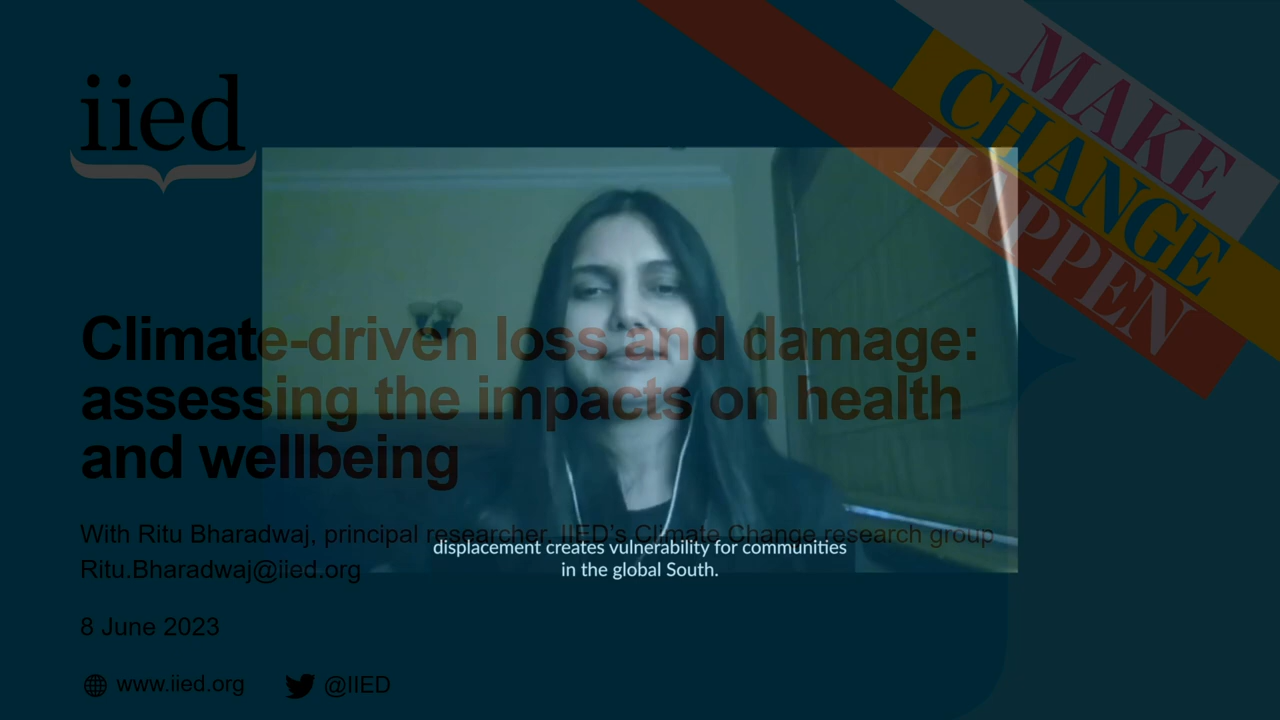 iied
MAKE
CHANGE
HAPPEN
Climate-driven loss and damage:
assessing the impacts on health
and wellbeing
With Ritu Bharadwaj, principal researcher, IIED's Climate Change research group
displacement creates vulnerability for communities
in the global South.
Ritu.Bharadwaj@iied.org
8 June 2023
www.iied.org
@IIED